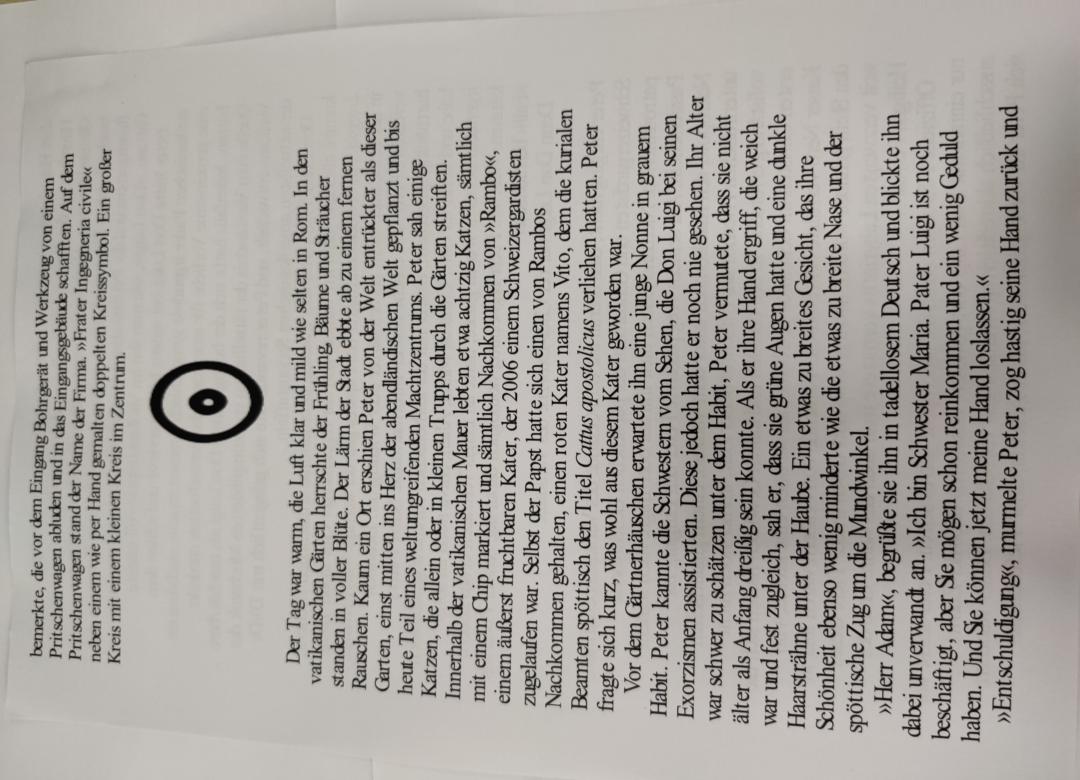 bemerkte, die vor dem Eingang Bohrgerät und Werkzeug von einem
Pritschenwagen abluden und in das Eingangsgebäude schafften. Auf dem
Pritschenwagen stand der Name der Firma. »Frater Ingegneria civile«
neben einem wie per Hand gemalten doppelten Kreissymbol. Ein großer
Kreis mit einem kleinen Kreis im Zentrum.
Der Tag war warm, die Luft klar und mild wie selten in Rom. In den
vatikanischen Gärten herrschte der Frühling, Bäume und Sträucher
standen in voller Blüte. Der Lärm der Stadt ebbte ab zu einem fernen
Rauschen. Kaum ein Ort erschien Peter von der Welt entrückter als dieser
Garten, einst mitten ins Herz der abendländischen Welt gepflanzt und bis
heute Teil eines weltumgreifenden Machtzentrums. Peter sah einige
Katzen, die allein oder in kleinen Trupps durch die Gärten streiften.
Innerhalb der vatikanischen Mauer lebten etwa achtzig Katzen, sämtlich
mit einem Chip markiert und sämtlich Nachkommen von »Rambo«,
einem äußerst fruchtbaren Kater, der 2006 einem Schweizergardisten
zugelaufen war. Selbst der Papst hatte sich einen von Rambos
Nachkommen gehalten, einen roten Kater namens Vito, dem die kurialen
Beamten spöttisch den Titel Cattus apostolicus verliehen hatten. Peter
fragte sich kurz, was wohl aus diesem Kater geworden war.
Vor dem Gärtnerhäuschen erwartete ihn eine junge Nonne in grauem
Habit. Peter kannte die Schwestern vom Sehen, die Don Luigi bei seinen
Exorzismen assistierten. Diese jedoch hatte er noch nie gesehen. Ihr Alter
war schwer zu schätzen unter dem Habit, Peter vermutete, dass sie nicht
älter als Anfang dreißig sein konnte. Als er ihre Hand ergriff, die weich
war und fest zugleich, sah er, dass sie grüne Augen hatte und eine dunkle
Haarsträhne unter der Haube. Ein etwas zu breites Gesicht, das ihre
Schönheit ebenso wenig minderte wie die etwas zu breite Nase und der
spöttische Zug um die Mundwinkel.
»Herr Adam«, begrüßte sie ihn in tadellosem Deutsch und blickte ihn
dabei unverwandt an. »Ich bin Schwester Maria. Pater Luigi ist noch
beschäftigt, aber Sie mögen schon reinkommen und ein wenig Geduld
haben. Und Sie können jetzt meine Hand loslassen.«
»Entschuldigung«, murmelte Peter, zog hastig seine Hand zurück und